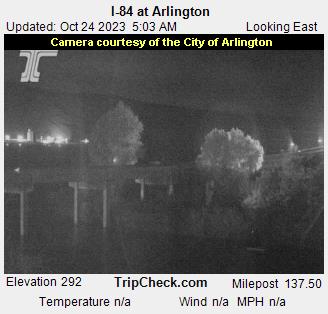 I-84 at Arlington
Updated: Oct 24 2023 5:03 AM Looking East
Camera courtesy of the City of Arlington
Elevation 292 TripCheck.com Milepost 137.50
Temperature n/a Wind n/a MPH n/a